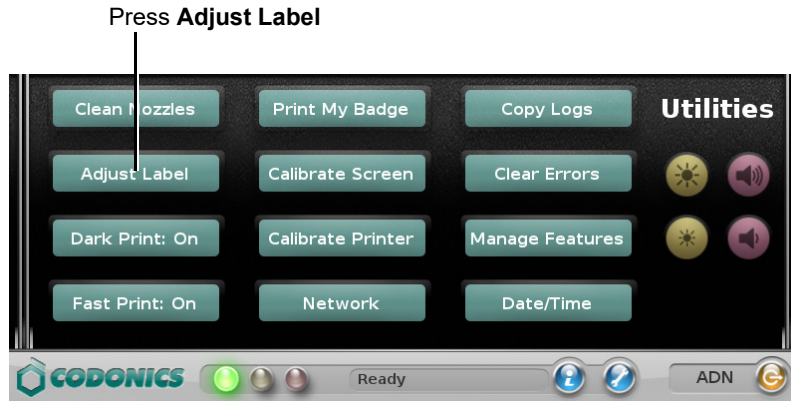 Press Adjust Label
Clean Nozzles Print My Badge Copy Logs Utilities
Adjust Label Calibrate Screen Clear Errors
Dark Print: On Calibrate Printer Manage Features
Fast Print: On Network Date/Time
CODONICS Ready ADN